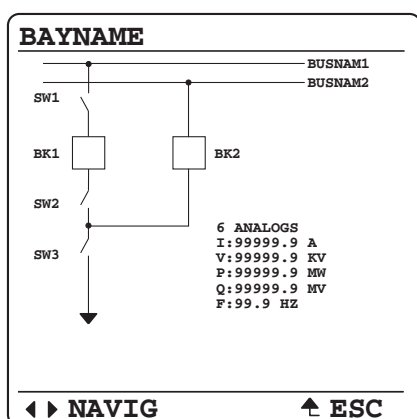 BAYNAME
BUSNAM1
BUSNAM2
SW1
BK1
BK2
SW2
SW3
6 ANALOGS
I:99999.9 A
V:99999.9 KV
P:99999.9 MW
Q:99999.9 MV
F:99.9 HZ
NAVIG
ESC